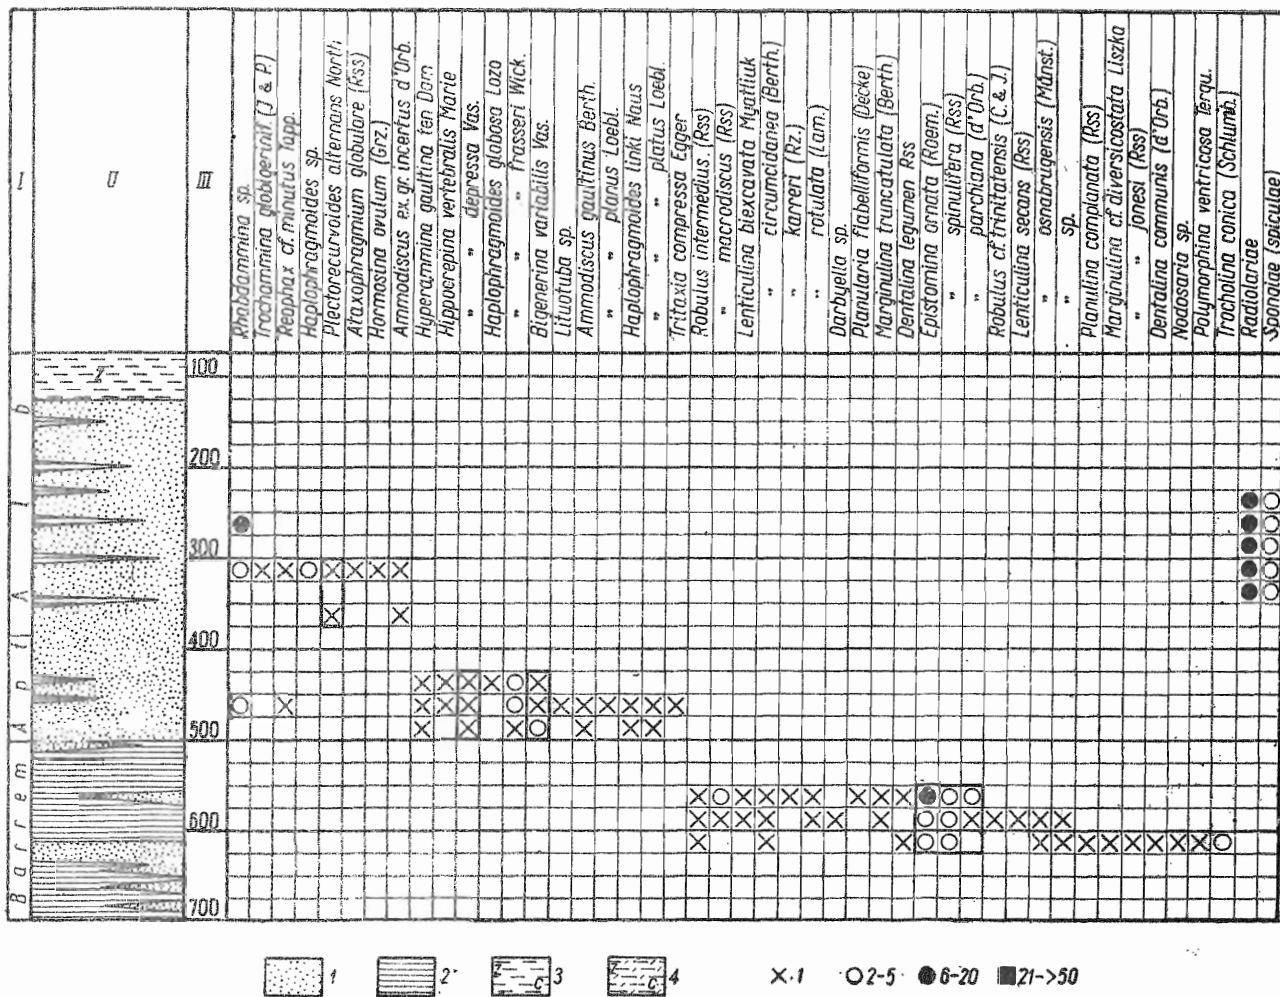 I
II
III
Rhabdammina sp.
Trochammina globigerinif. (J & P.)
Reophax cf. minutus Tapp.
Haplophragmoides sp.
Plectorecurvoides alternans North
Ataxophragmium globulare (Rss)
Hormosina ovulum (Grz.)
Ammodiscus ex. gr. incertus d'Orb.
Hyperammina gaultina ten Dam
Hippocrepina vertebralis Marie
" " depressa Vas.
Haplophragmoides globosa Lozo
" " frasseri Wick.
Bigenerina variabilis Vas.
Lituotuba sp.
Ammodiscus gaultinus Berth.
" " planus Loebl.
Haplophragmoides linki Naus
" " platus Loebl.
Tritaxia compressa Egger
Robulus intermedius. (Rss)
" macrodiscus (Rss)
Lenticulina biexcavata Myatliuk
" circumcidanea (Berth.)
" karreri (Rz.)
" rotulata (Lam.)
Darbyella sp.
Planularia flabelliformis (Decke)
Marginulina truncatulata (Berth.)
Dentalina legumen Rss
Epistomina ornata (Roem.)
" spinulifera (Rss)
" parchiana (d'Orb.)
Robulus cf. trinitatensis (C. & J.)
Lenticulina secans (Rss)
" osnabrugensis (Münst.)
" sp.
Planulina complanata (Rss)
Marginulina cf. diversicostata Liszka
" " jonesi (Rss)
Dentalina communis (d'Orb.)
Nodosaria sp.
Polymorphina ventricosa Terqu.
Trocholina conica (Schlumb.)
Radiolariae
Spongiae (spiculae)
A l b
A p t
B a r r e m
Z
100
200
300
400
500
600
700
1
2
Z C 3
Z C 4
×·1 ○2-5 ●6-20 ■21->50